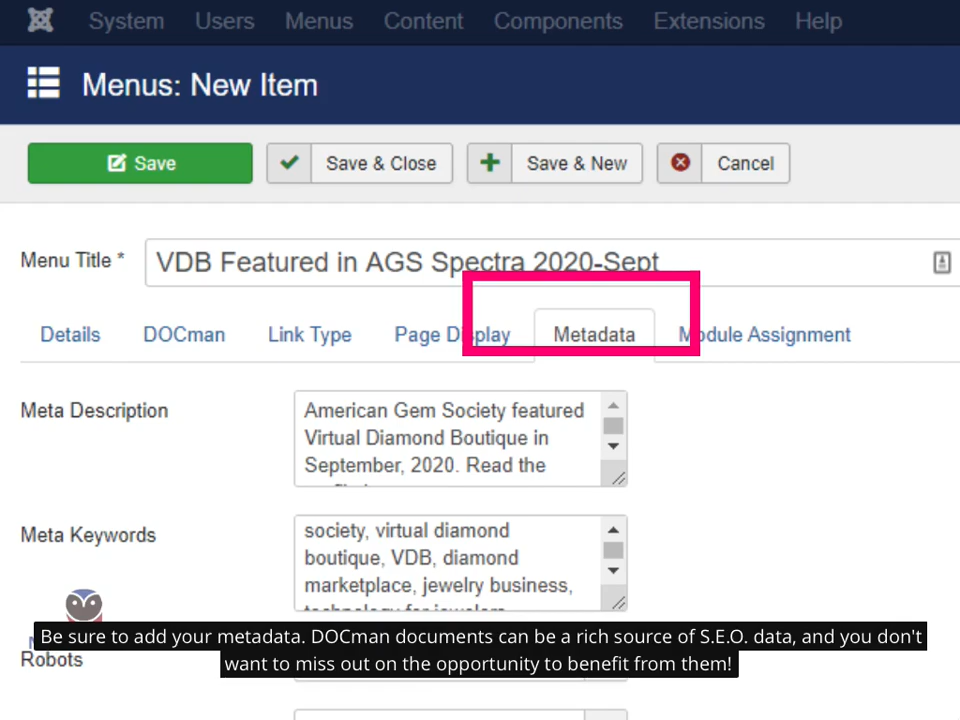 System Users Menus Content Components Extensions Help
Menus: New Item
Save Save & Close Save & New Cancel
Menu Title * VDB Featured in AGS Spectra 2020-Sept
Details DOCman Link Type Page Display Metadata Module Assignment
Meta Description
American Gem Society featured
Virtual Diamond Boutique in
September, 2020. Read the
Meta Keywords
society, virtual diamond
boutique, VDB, diamond
marketplace, jewelry business,
technology for jewelers
Be sure to add your metadata. DOCman documents can be a rich source of S.E.O. data, and you don't
want to miss out on the opportunity to benefit from them!
Robots